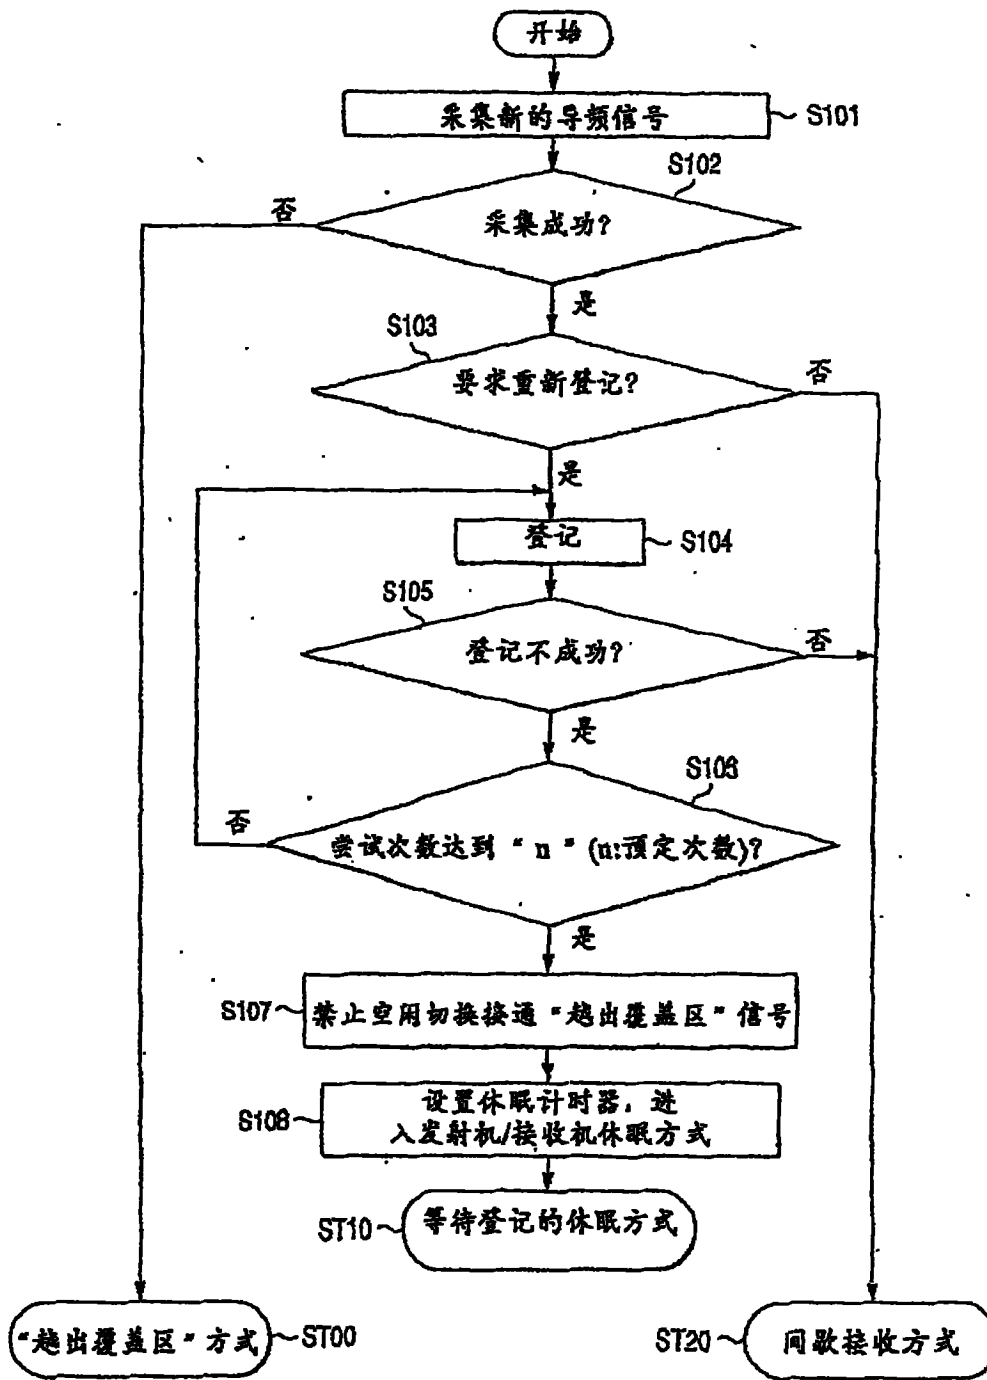 开始
采集新的导频信号
S101
S102
否
采集成功?
是
S103
要求重新登记?
否
是
登记
S104
S105
登记不成功?
否
是
S106
否
尝试次数达到“n”(n:预定次数)?
是
S107
禁止空闲切换接通“越出覆盖区”信号
S108
设置休眠计时器, 进
入发射机/接收机休眠方式
ST10
等待登记的休眠方式
“越出覆盖区”方式
ST00
ST20
间歇接收方式